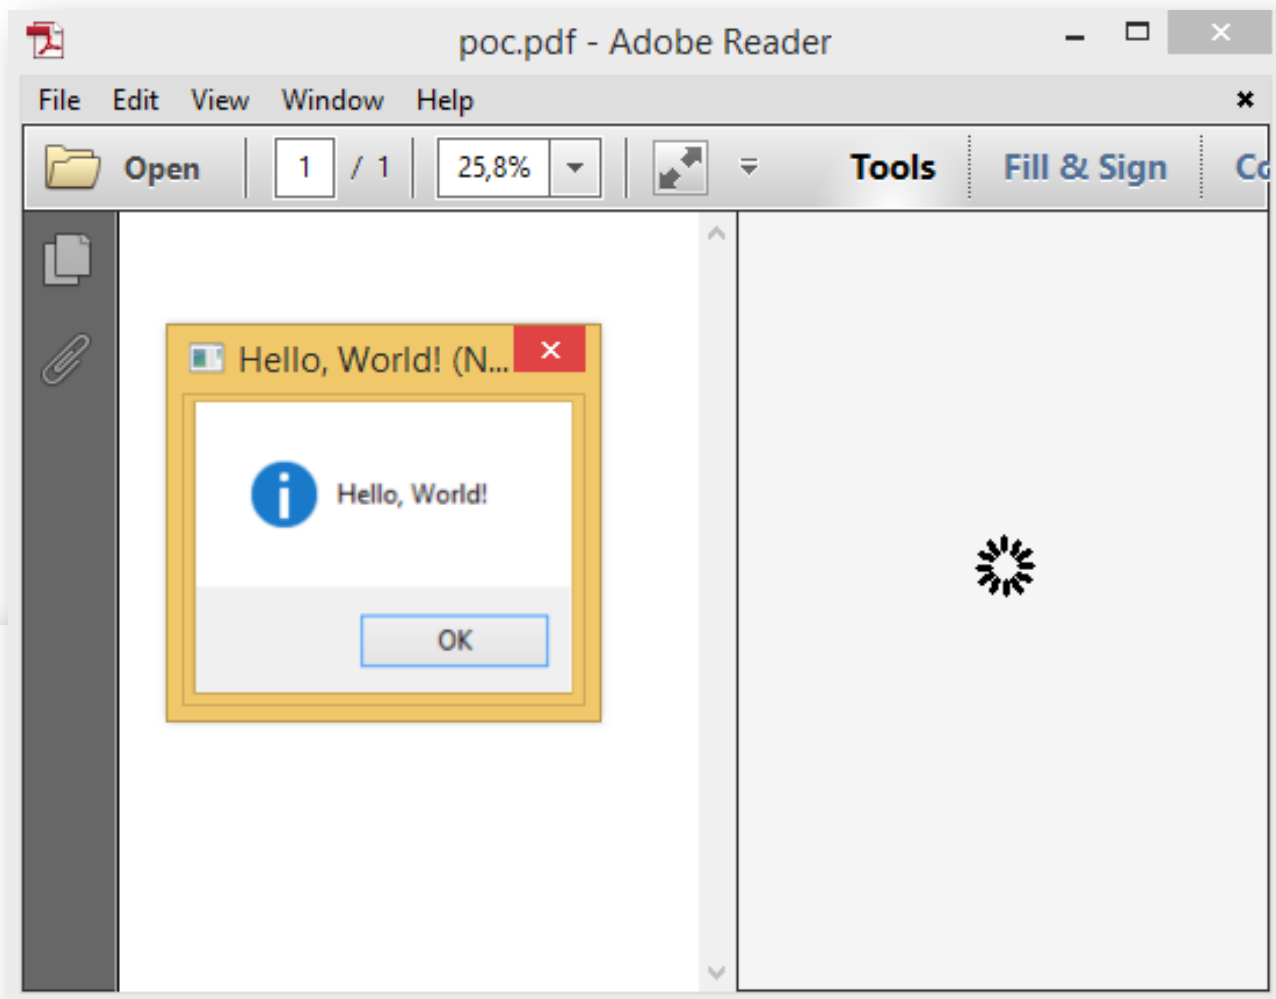 poc.pdf - Adobe Reader
File Edit View Window Help
Open 1 / 1 25,8% Tools Fill & Sign
Hello, World! (N...
Hello, World!
OK